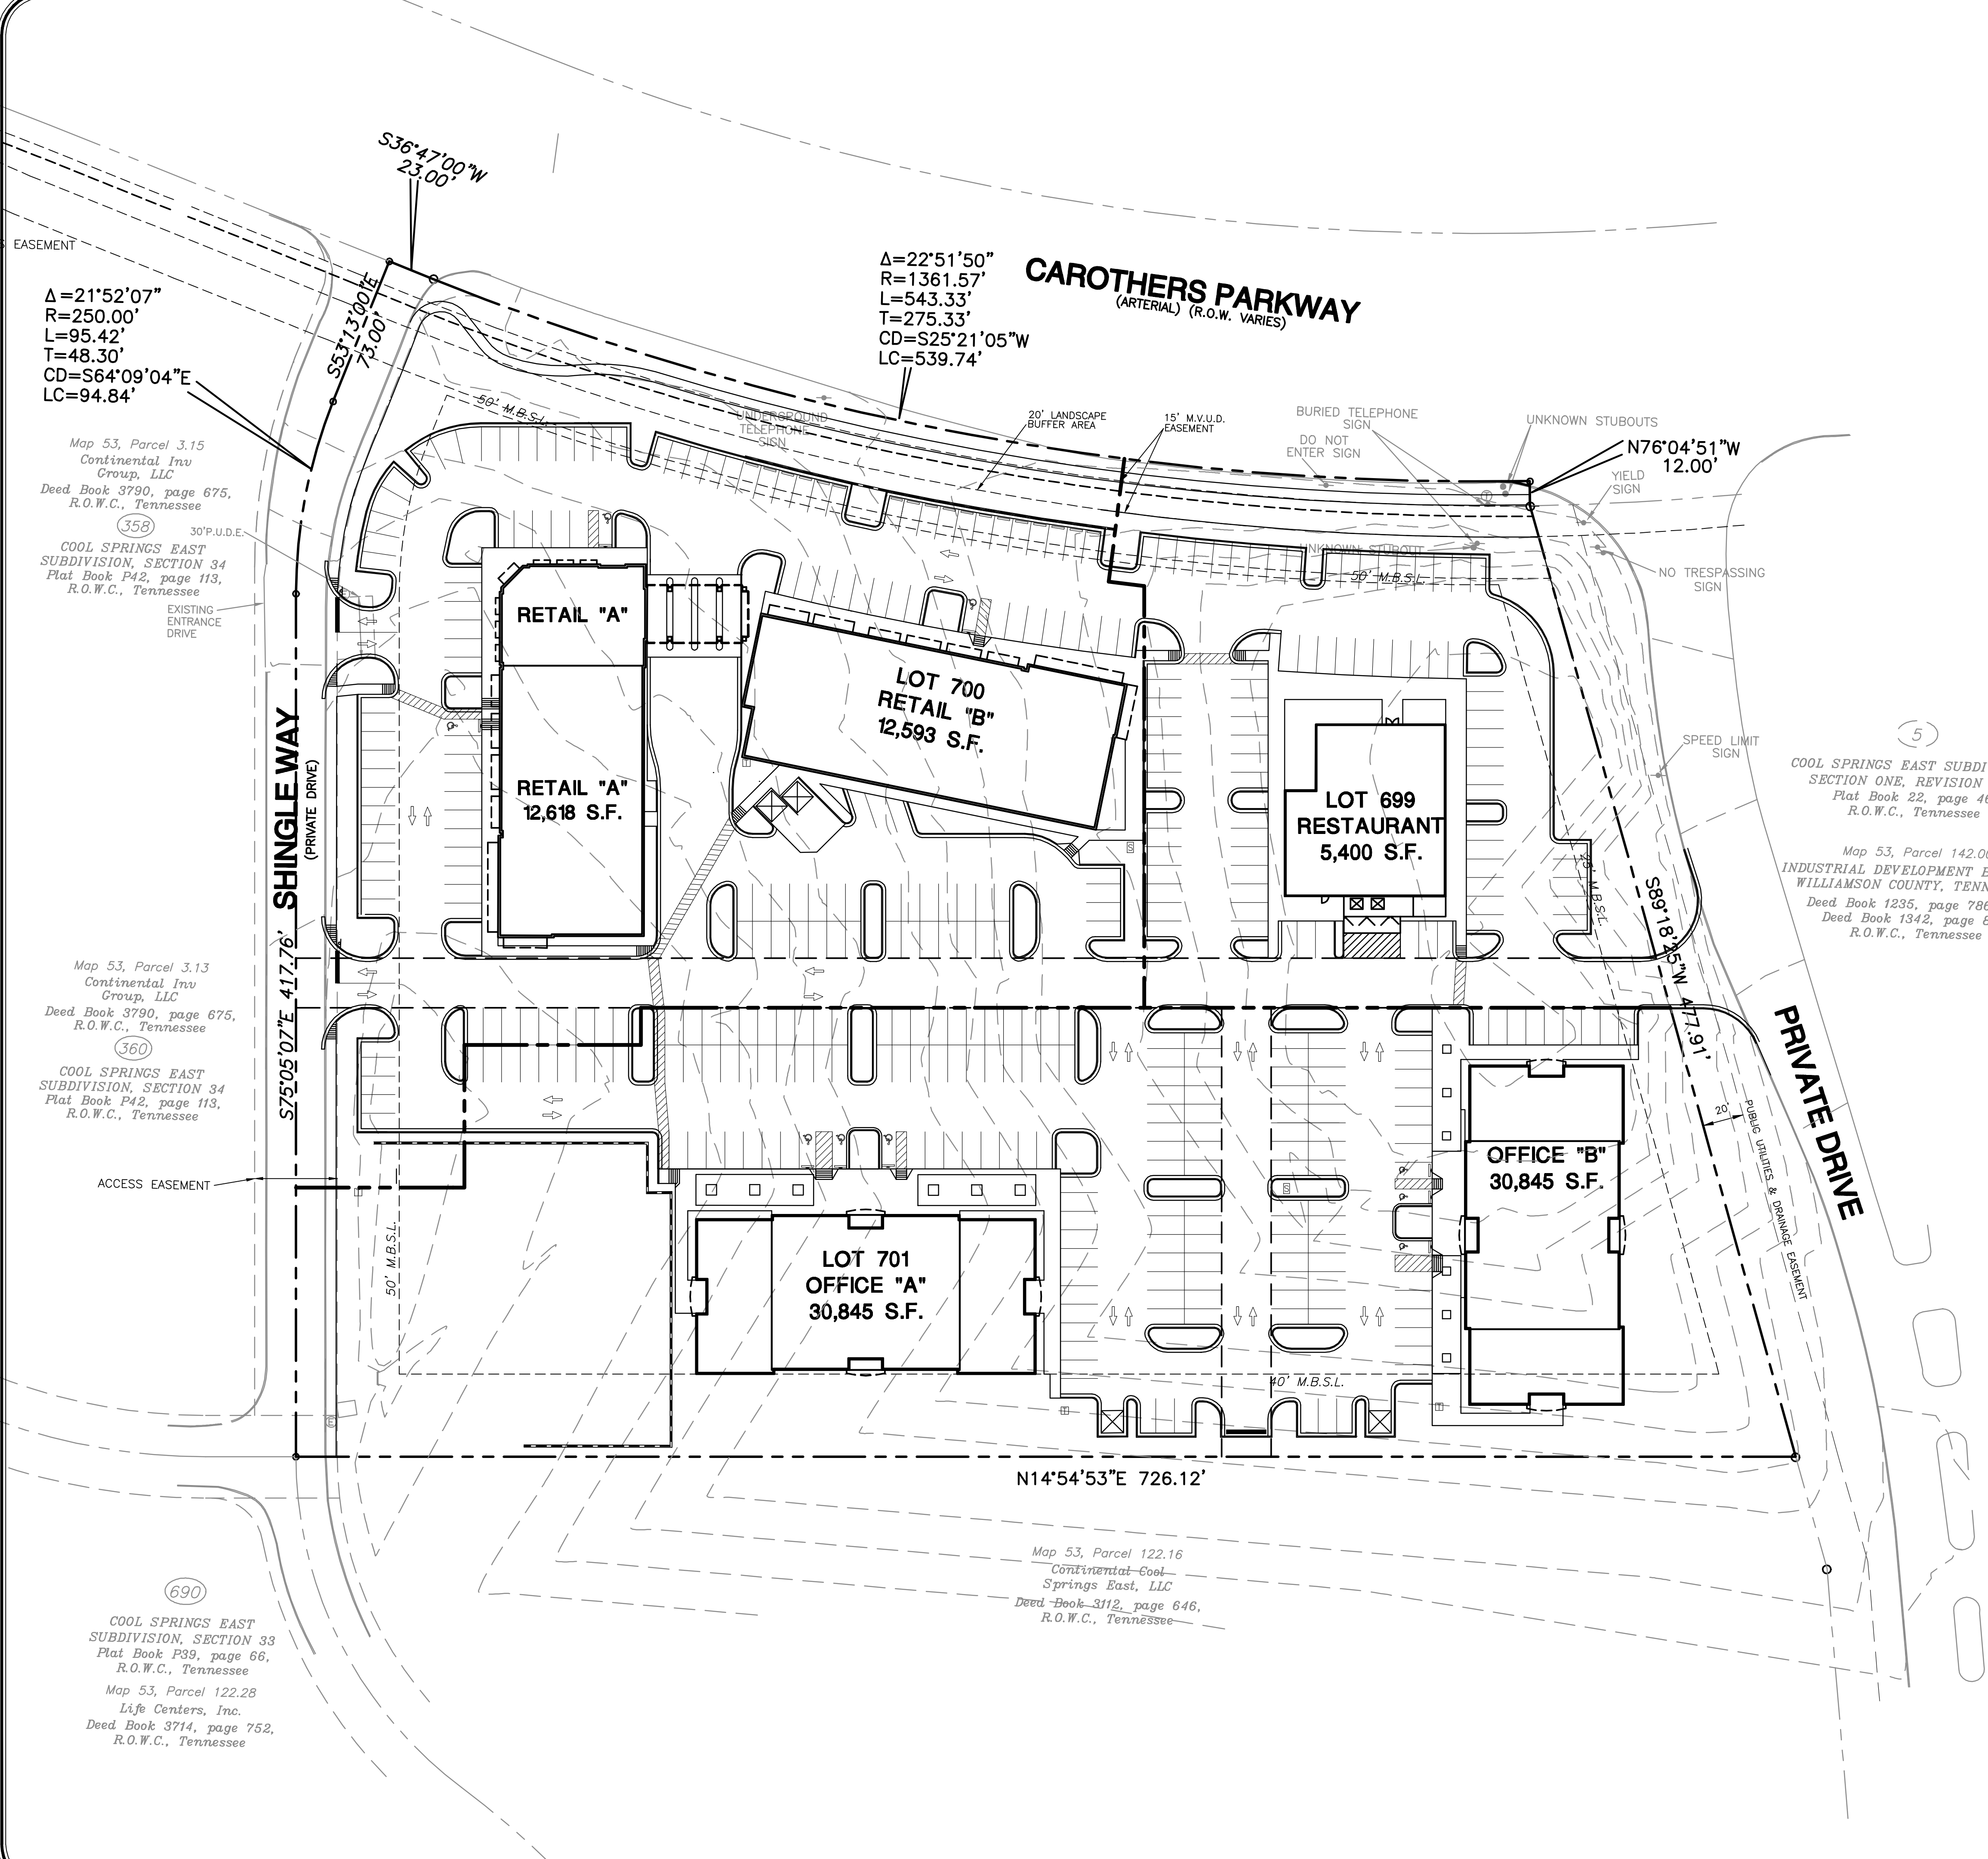 S36°47'00"W
23.00'
S EASEMENT
Δ=21°52'07"
R=250.00'
L=95.42'
T=48.30'
CD=S64°09'04"E
LC=94.84'
S53°13'00"E
73.00'
Δ=22°51'50"
R=1361.57'
L=543.33'
T=275.33'
CD=S25°21'05"W
LC=539.74'
CAROTHERS PARKWAY
(ARTERIAL) (R.O.W. VARIES)
50' M.B.S.L.
UNDERGROUND
TELEPHONE
SIGN
20' LANDSCAPE
BUFFER AREA
15' M.V.U.D.
EASEMENT
BURIED TELEPHONE
SIGN
DO NOT
ENTER SIGN
UNKNOWN STUBOUTS
N76°04'51"W
12.00'
YIELD
SIGN
UNKNOWN STUBOUT
50' M.B.S.L.
NO TRESPASSING
SIGN
Map 53, Parcel 3.15
Continental Inv
Group, LLC
Deed Book 3790, page 675,
R.O.W.C., Tennessee
358
30'P.U.D.E.
COOL SPRINGS EAST
SUBDIVISION, SECTION 34
Plat Book P42, page 113,
R.O.W.C., Tennessee
EXISTING
ENTRANCE
DRIVE
RETAIL "A"
LOT 700
RETAIL "B"
12,593 S.F.
RETAIL "A"
12,618 S.F.
LOT 699
RESTAURANT
5,400 S.F.
SHINGLE WAY
(PRIVATE DRIVE)
SPEED LIMIT
SIGN
5
COOL SPRINGS EAST SUBDI
SECTION ONE, REVISION
Plat Book 22, page 4
R.O.W.C., Tennessee
Map 53, Parcel 142.0
INDUSTRIAL DEVELOPMENT
WILLIAMSON COUNTY, TENN
Deed Book 1235, page 786
Deed Book 1342, page
R.O.W.C., Tennessee
25' M.B.S.L.
S89°18'25"W 477.91'
S75°05'07"E 417.76'
Map 53, Parcel 3.13
Continental Inv
Group, LLC
Deed Book 3790, page 675,
R.O.W.C., Tennessee
360
COOL SPRINGS EAST
SUBDIVISION, SECTION 34
Plat Book P42, page 113,
R.O.W.C., Tennessee
PRIVATE DRIVE
20'
PUBLIC UTILITIES & DRAINAGE EASEMENT
ACCESS EASEMENT
50' M.B.S.L.
LOT 701
OFFICE "A"
30,845 S.F.
OFFICE "B"
30,845 S.F.
40' M.B.S.L.
N14°54'53"E 726.12'
Map 53, Parcel 122.16
Continental Cool
Springs East, LLC
Deed Book 3112, page 646,
R.O.W.C., Tennessee
690
COOL SPRINGS EAST
SUBDIVISION, SECTION 33
Plat Book P39, page 66,
R.O.W.C., Tennessee
Map 53, Parcel 122.28
Life Centers, Inc.
Deed Book 3714, page 752,
R.O.W.C., Tennessee